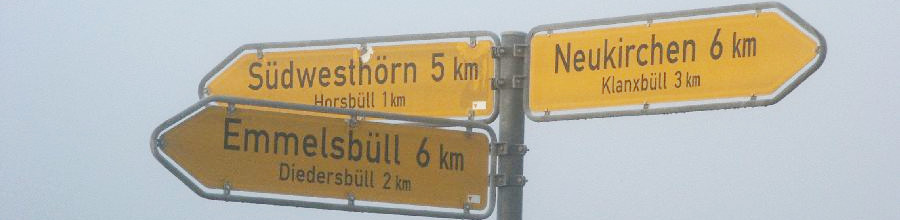 Südwesthörn 5 km
Horsbüll 1 km
Emmelsbüll 6 km
Diedersbüll 2 km
Neukirchen 6 km
Klanxbüll 3 km